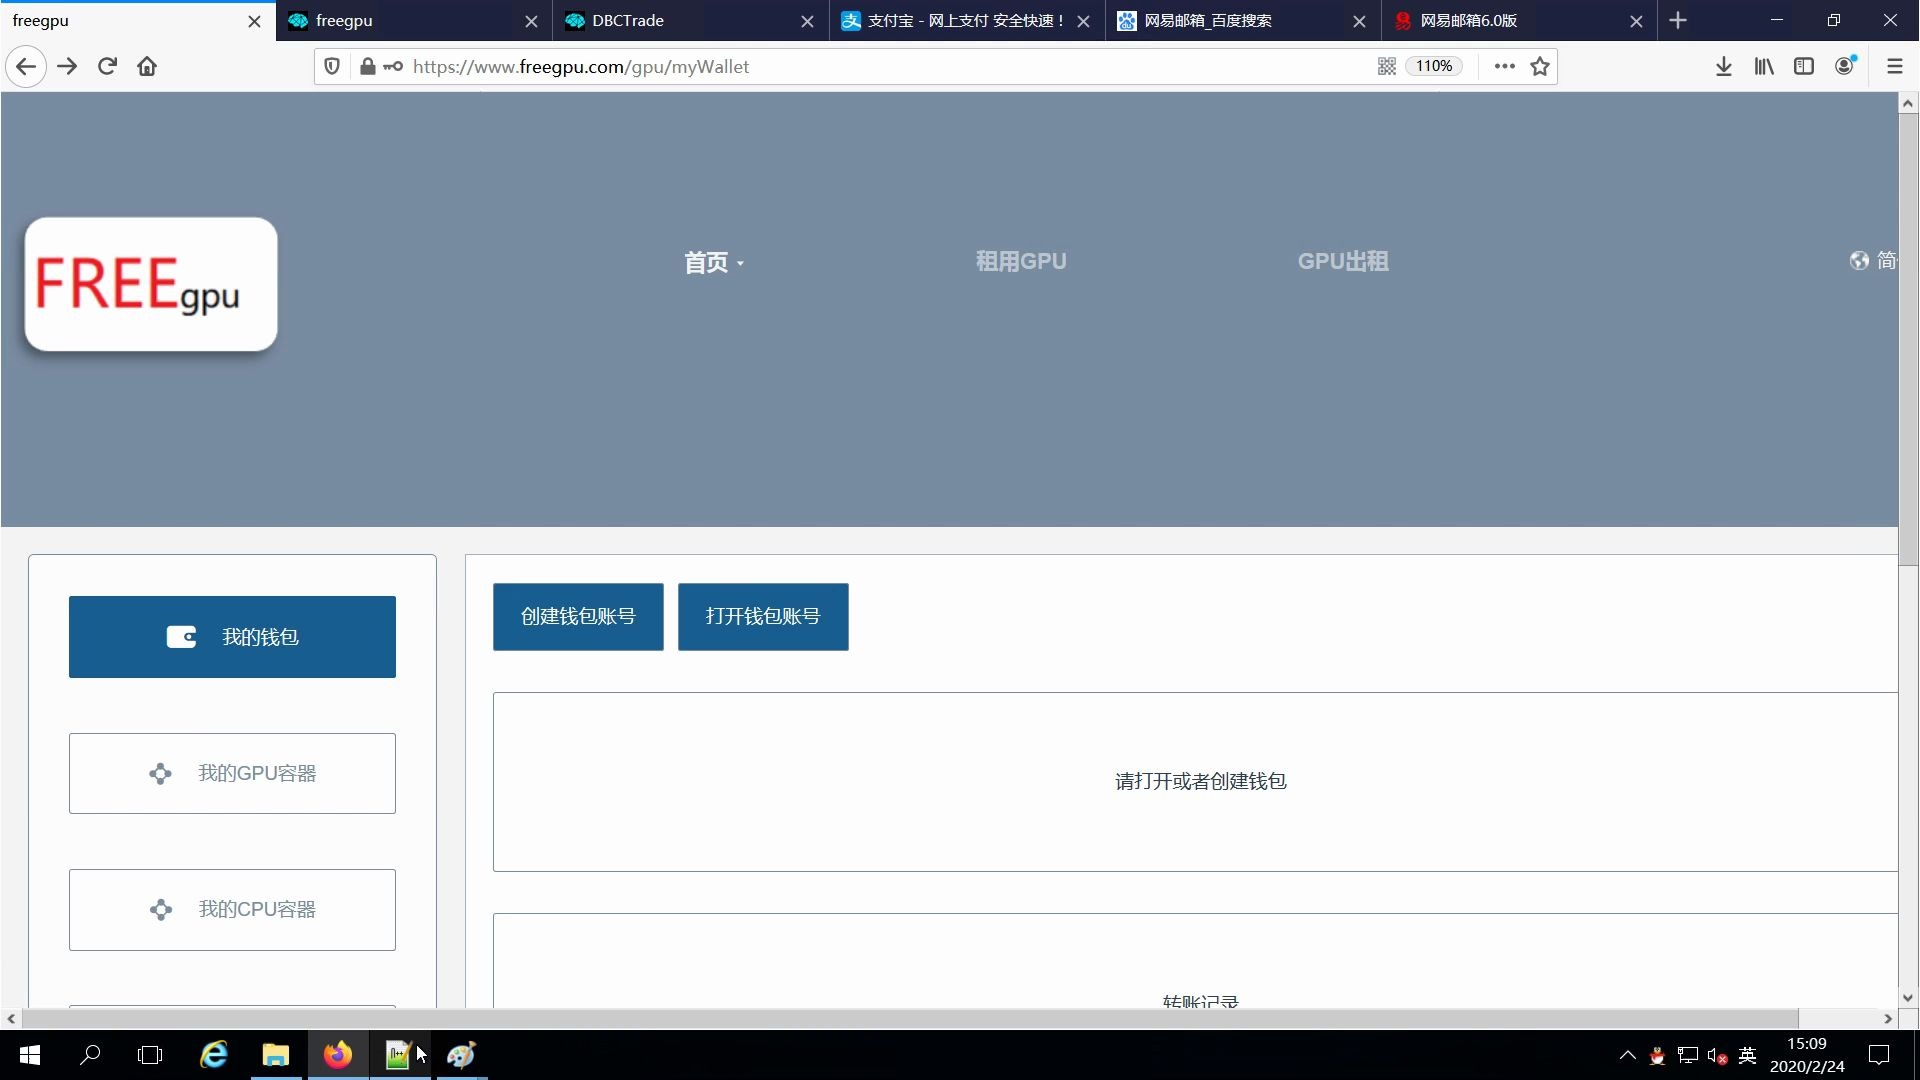 freegpu
freegpu
DBCTrade
支付宝 - 网上支付 安全快速！
网易邮箱_百度搜索
网易邮箱6.0版
https://www.freegpu.com/gpu/myWallet
110%
FREEgpu
首页
租用GPU
GPU出租
我的钱包
创建钱包账号
打开钱包账号
我的GPU容器
请打开或者创建钱包
我的CPU容器
转账记录
英
15:09
2020/2/24